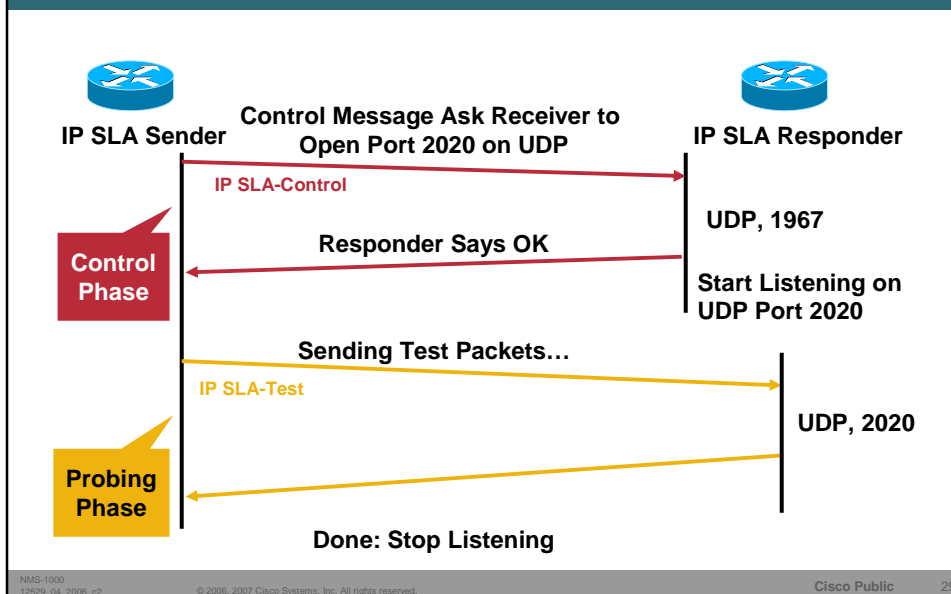 IP SLA Sender
Control Message Ask Receiver to
Open Port 2020 on UDP
IP SLA Responder
IP SLA-Control
UDP, 1967
Control
Phase
Responder Says OK
Start Listening on
UDP Port 2020
Sending Test Packets…
IP SLA-Test
UDP, 2020
Probing
Phase
Done: Stop Listening
NMS-1000
12529_04_2006_c2
© 2006, 2007 Cisco Systems, Inc. All rights reserved.
Cisco Public